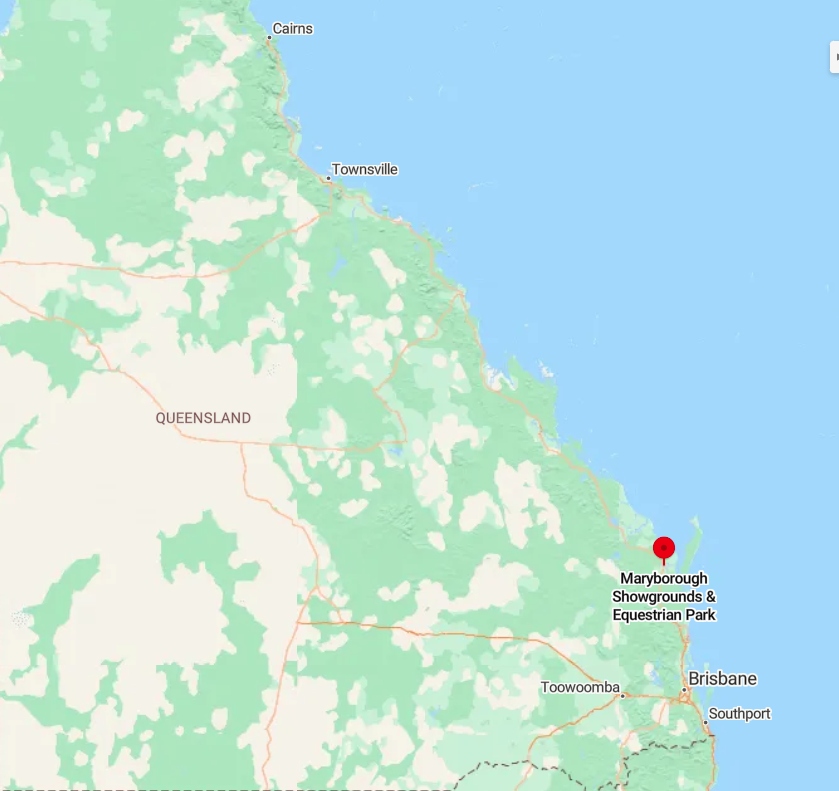 Cairns
Townsville
QUEENSLAND
Maryborough
Showgrounds &
Equestrian Park
Brisbane
Toowoomba
Southport